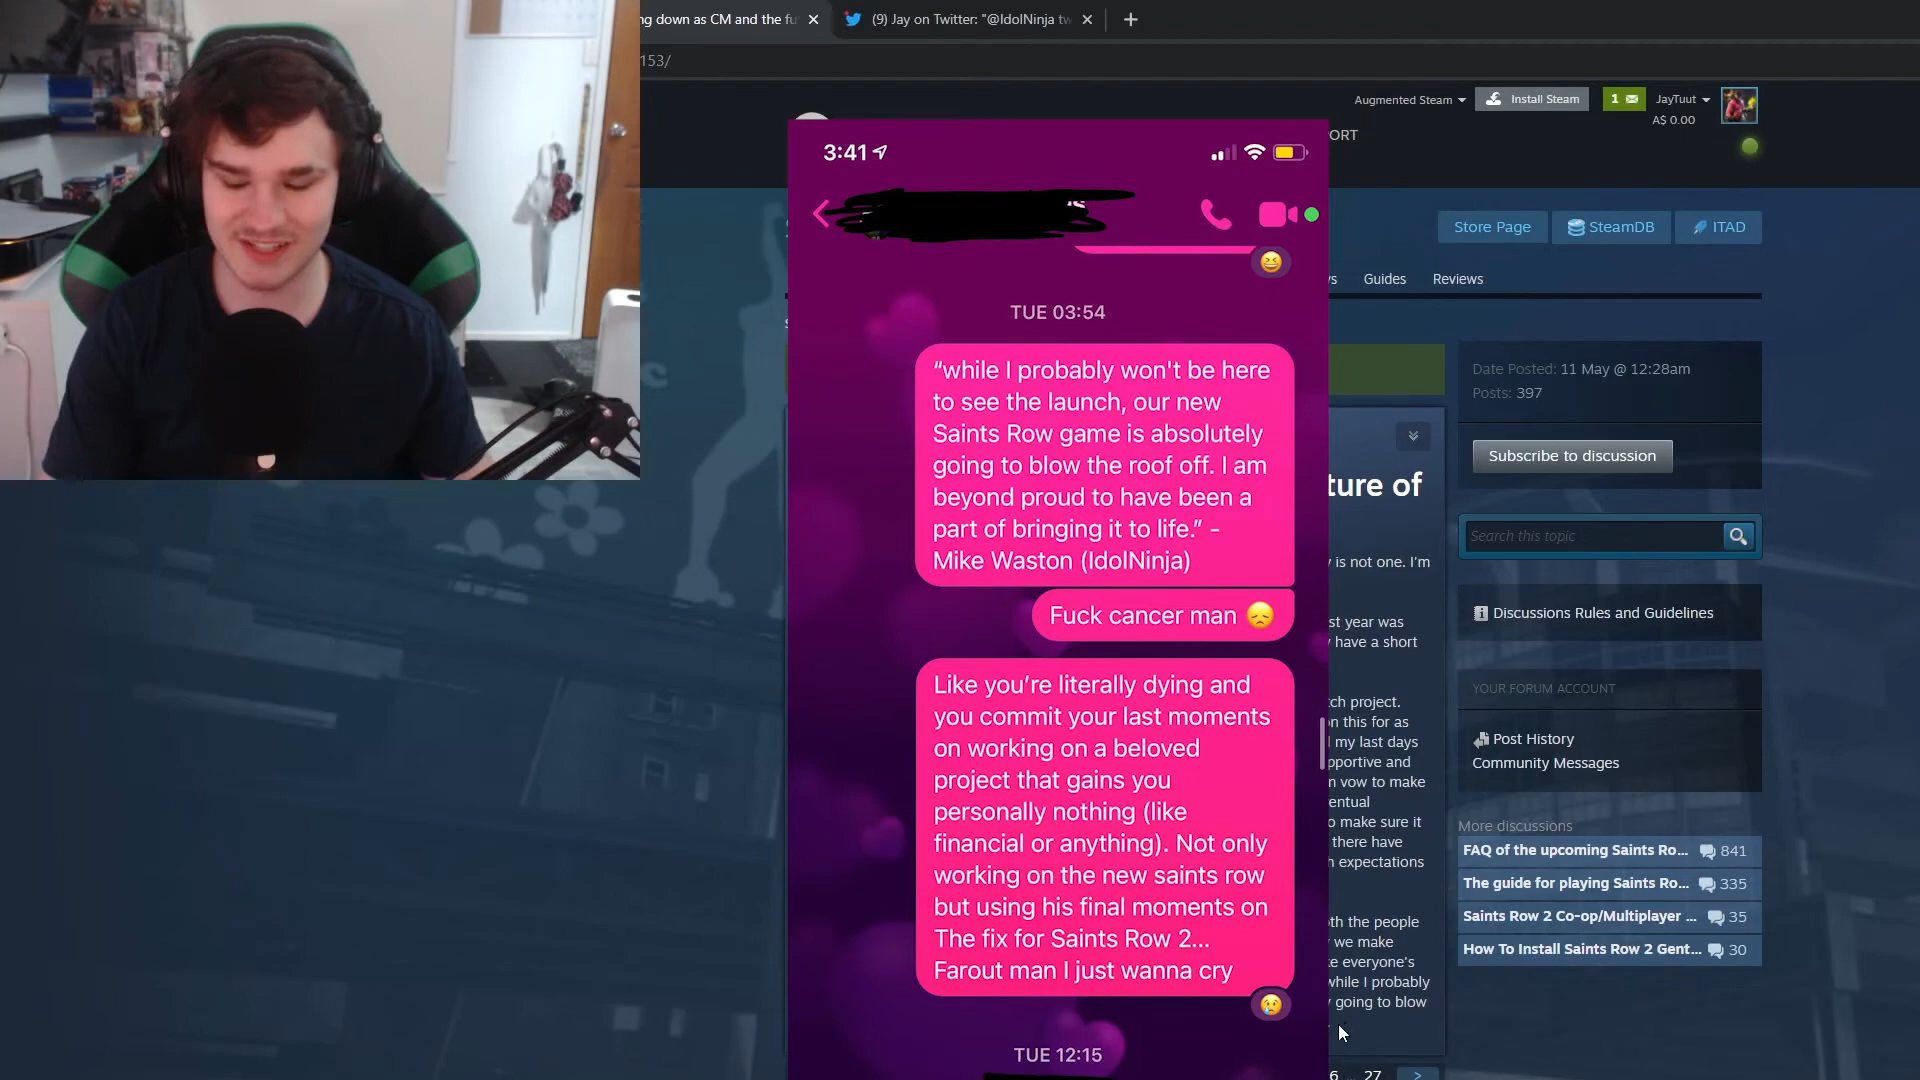 ng down as CM and the fu
(9) Jay on Twitter: "@IdolNinja tw
153/
Augmented Steam
Install Steam
1
JayTuut
A$ 0.00
ORT
Store Page
SteamDB
ITAD
Guides
Reviews
3:41
TUE 03:54
“while I probably won't be here
to see the launch, our new
Saints Row game is absolutely
going to blow the roof off. I am
beyond proud to have been a
part of bringing it to life.” -
Mike Waston (IdolNinja)
Fuck cancer man
Like you’re literally dying and
you commit your last moments
on working on a beloved
project that gains you
personally nothing (like
financial or anything). Not only
working on the new saints row
but using his final moments on
The fix for Saints Row 2...
Farout man I just wanna cry
TUE 12:15
ture of
is not one. I'm
st year was
have a short
ch project.
on this for as
my last days
pportive and
n vow to make
entual
o make sure it
there have
h expectations
th the people
we make
ke everyone's
while I probably
going to blow
6 ... 27 >
Date Posted: 11 May @ 12:28am
Posts: 397
Subscribe to discussion
Search this topic
Discussions Rules and Guidelines
YOUR FORUM ACCOUNT
Post History
Community Messages
More discussions
FAQ of the upcoming Saints Ro... 841
The guide for playing Saints Ro... 335
Saints Row 2 Co-op/Multiplayer ... 35
How To Install Saints Row 2 Gent... 30